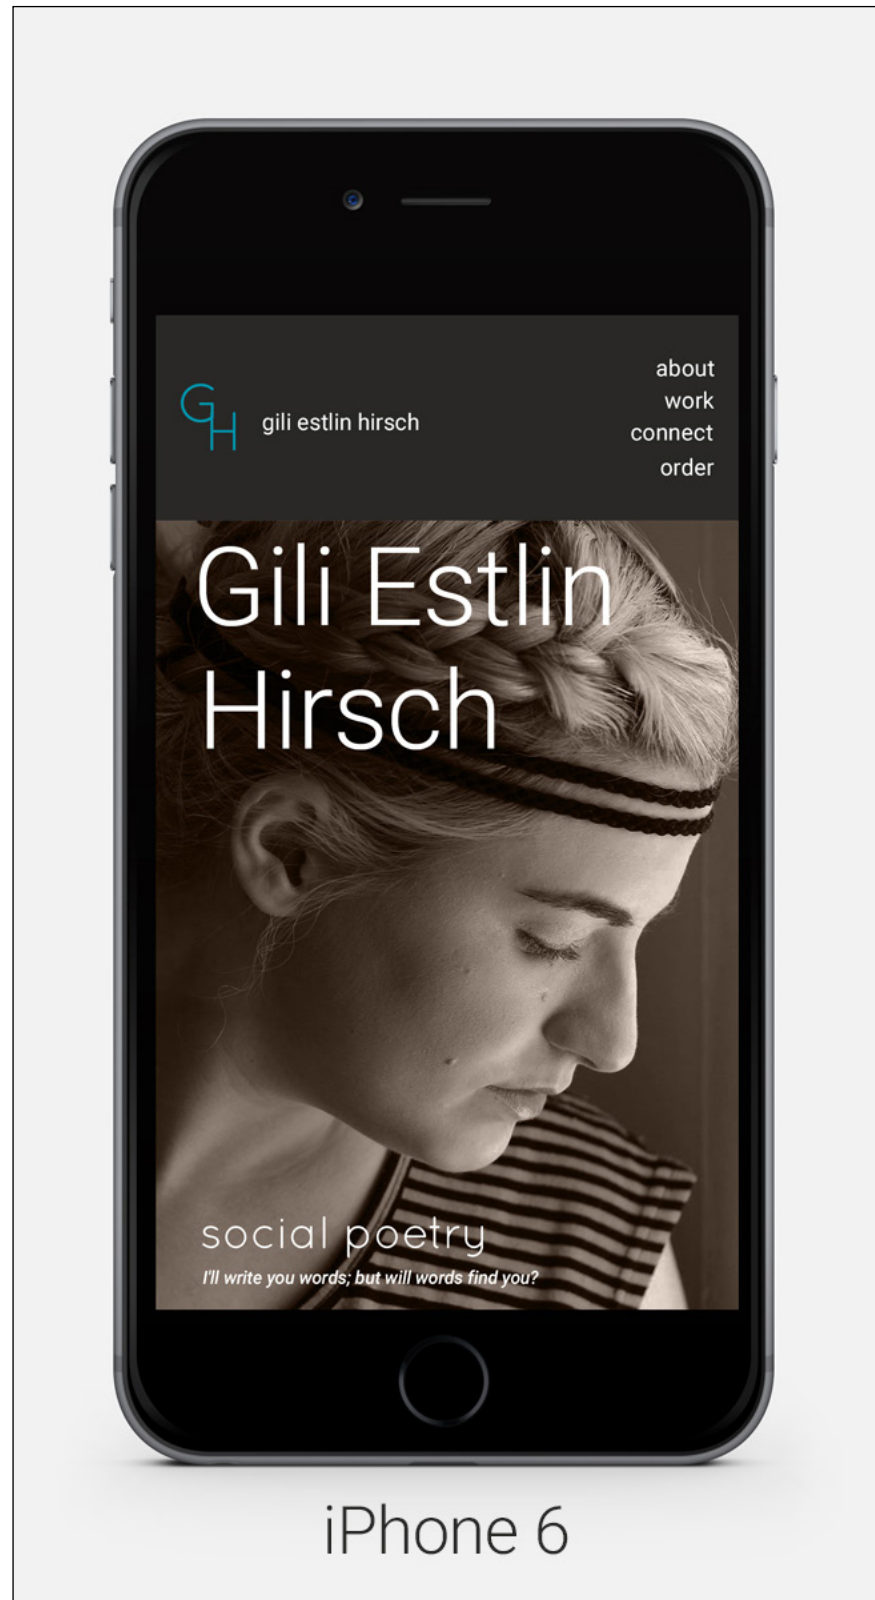 GH
gili estlin hirsch
about
work
connect
order
Gili Estlin
Hirsch
social poetry
I'll write you words; but will words find you?
iPhone 6